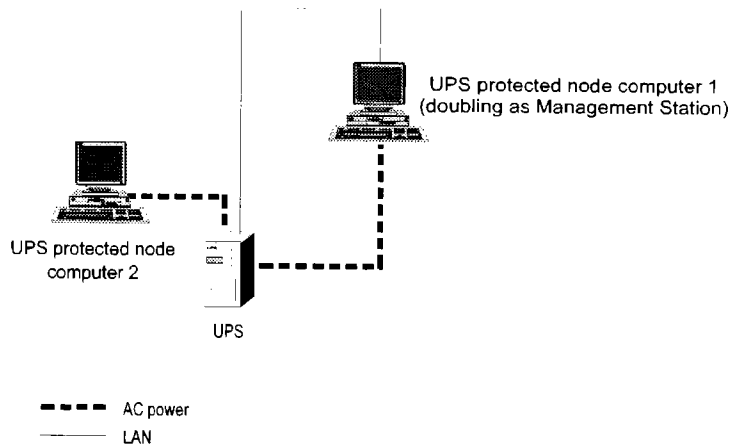 UPS protected node computer 1
(doubling as Management Station)
UPS protected node
computer 2
UPS
AC power
LAN